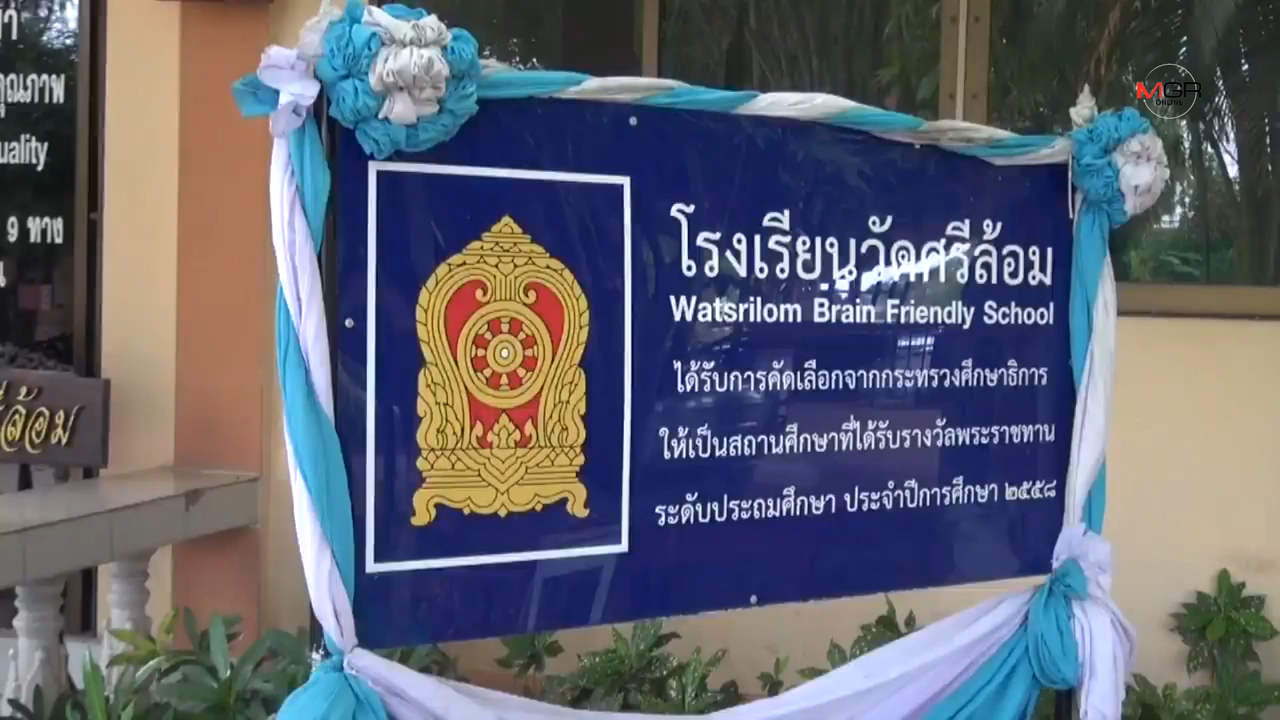 คุณภาพ
uality
9 ทาง
MGR
ONLINE
โรงเรียนวัดศรีล้อม
Watsrilom Brain Friendly School
ได้รับการคัดเลือกจากกระทรวงศึกษาธิการ
ให้เป็นสถานศึกษาที่ได้รับรางวัลพระราชทาน
ระดับประถมศึกษา ประจำปีการศึกษา ๒๕๕๘
ล้อม